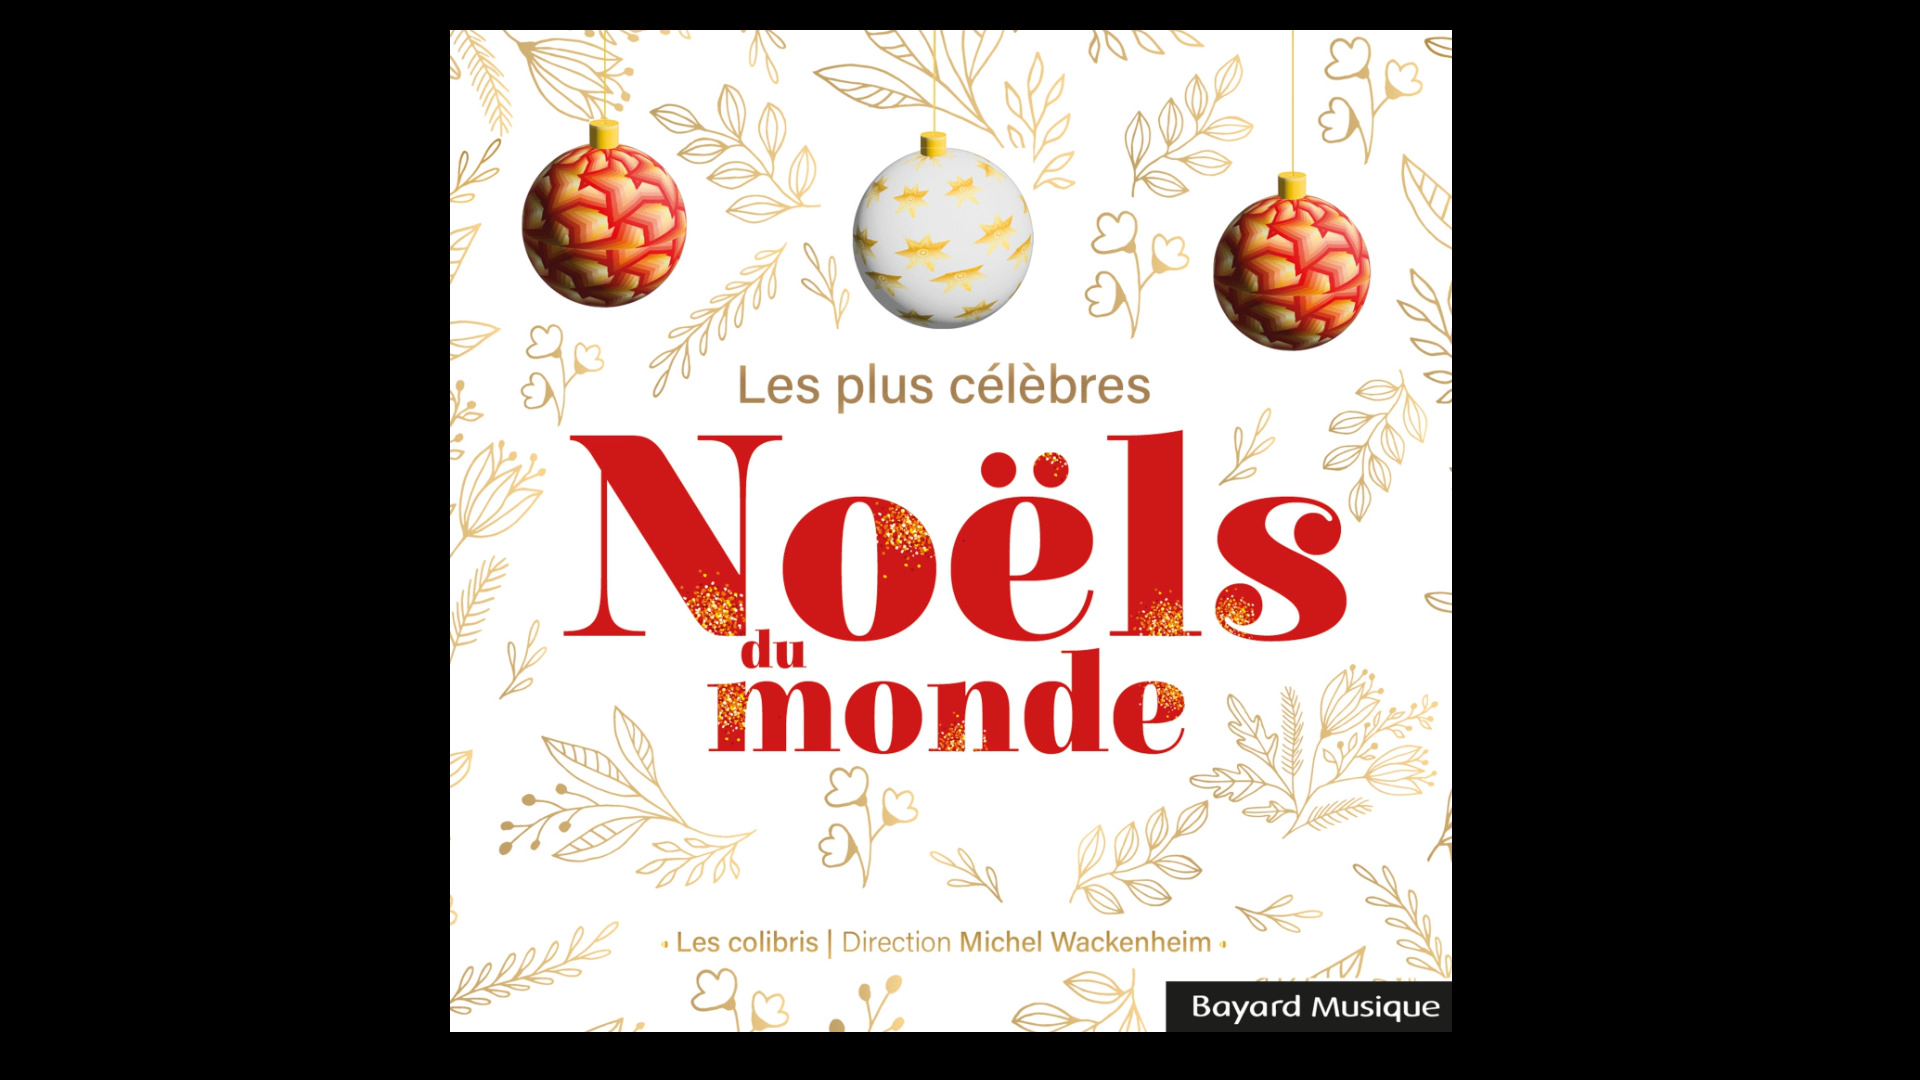 Les plus célèbres
Noëls
du
monde
Les colibris | Direction Michel Wackenheim
Bayard Musique